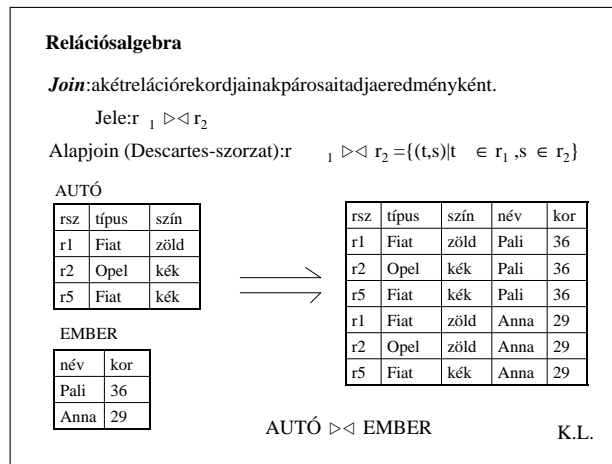 Relációsalgebra
Join:akétrelációrekordjainakpárosaitadjaeredményként.
Jele:r 1 ▷◁ r2
Alapjoin (Descartes-szorzat):r 1 ▷◁ r2 ={(t,s)|t ∈ r1 ,s ∈ r2}
AUTÓ
rsz típus szín
r1 Fiat zöld
r2 Opel kék
r5 Fiat kék
EMBER
név kor
Pali 36
Anna 29
rsz típus szín név kor
r1 Fiat zöld Pali 36
r2 Opel kék Pali 36
r5 Fiat kék Pali 36
r1 Fiat zöld Anna 29
r2 Opel zöld Anna 29
r5 Fiat kék Anna 29
AUTÓ ▷◁ EMBER
K.L.